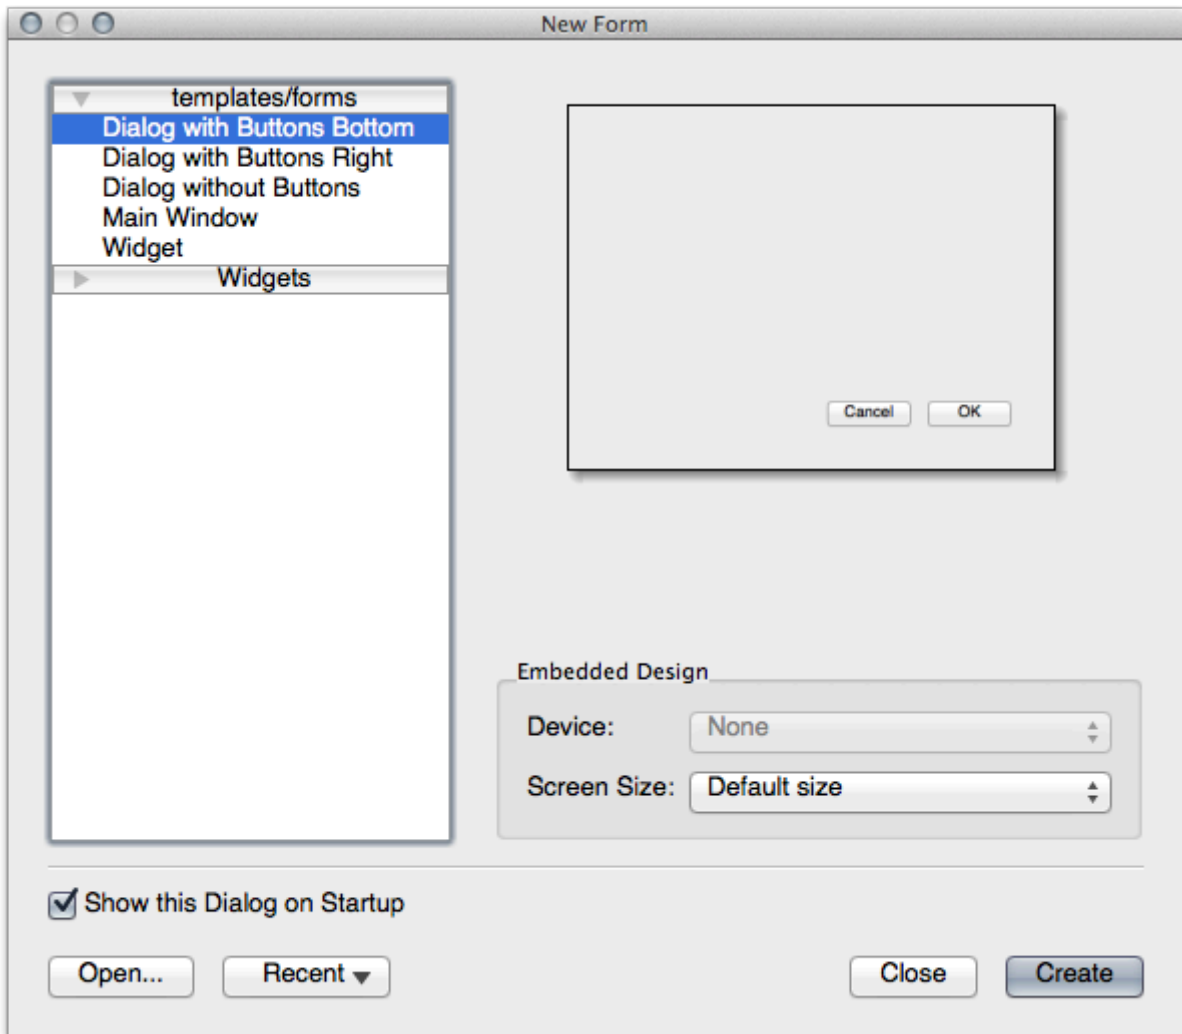 New Form
templates/forms
Dialog with Buttons Bottom
Dialog with Buttons Right
Dialog without Buttons
Main Window
Widget
Widgets
Cancel OK
Embedded Design
Device: None
Screen Size: Default size
Show this Dialog on Startup
Open... Recent Close Create